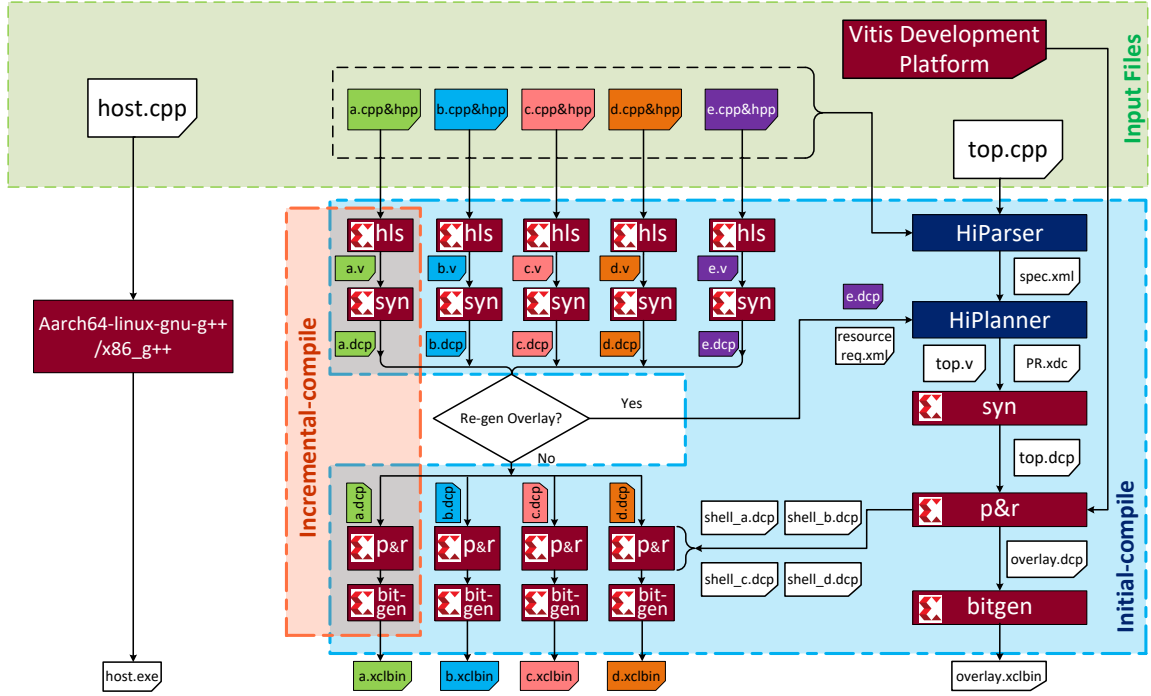 Vitis Development
Platform
Input Files
host.cpp
a.cpp&hpp
b.cpp&hpp
c.cpp&hpp
d.cpp&hpp
e.cpp&hpp
top.cpp
hls
hls
hls
hls
hls
HiParser
a.v
b.v
c.v
d.v
e.v
spec.xml
syn
syn
syn
syn
syn
e.dcp
HiPlanner
Aarch64-linux-gnu-g++
/x86_g++
a.dcp
b.dcp
c.dcp
d.dcp
e.dcp
resource
req.xml
top.v
PR.xdc
Incremental-compile
Re-gen Overlay?
Yes
No
syn
top.dcp
a.dcp
b.dcp
c.dcp
d.dcp
shell_a.dcp
shell_b.dcp
p&r
p&r
p&r
p&r
p&r
shell_c.dcp
shell_d.dcp
overlay.dcp
Initial-compile
bit-
gen
bit-
gen
bit-
gen
bit-
gen
bitgen
host.exe
a.xclbin
b.xclbin
c.xclbin
d.xclbin
overlay.xclbin